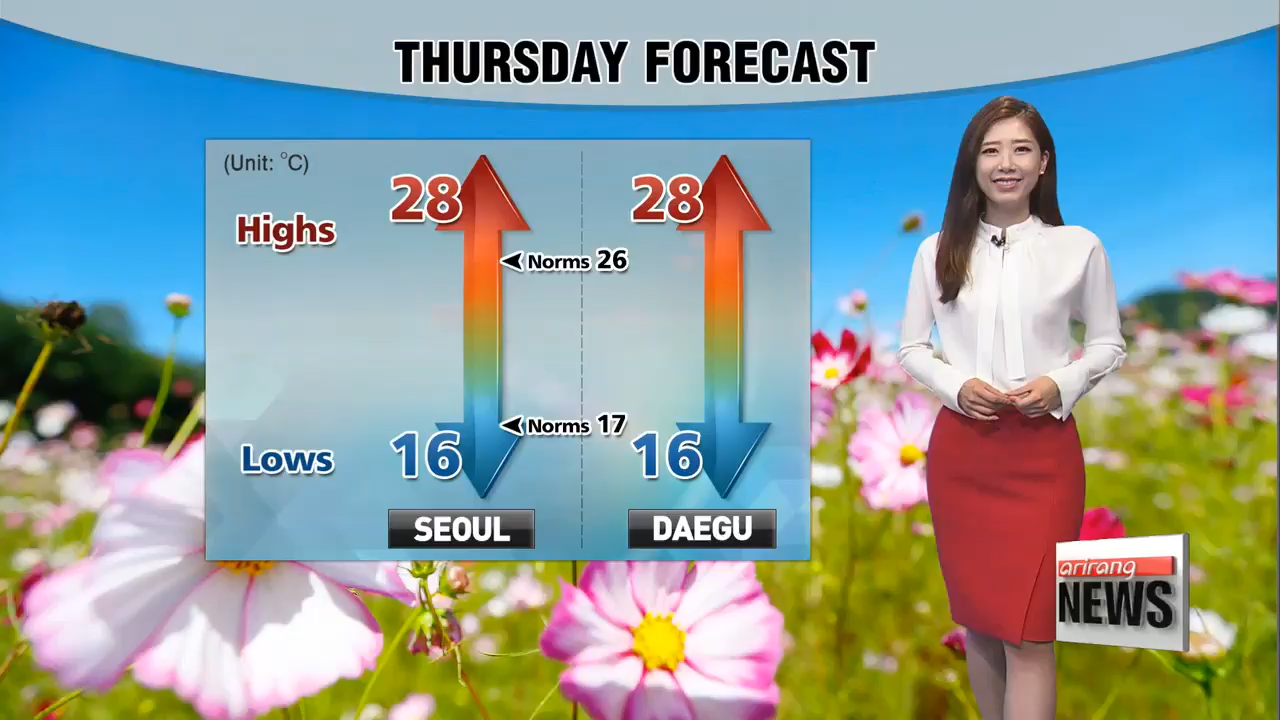 THURSDAY FORECAST
(Unit: °C)
Highs
28
28
Norms 26
Norms 17
Lows
16
16
SEOUL
DAEGU
arirang
NEWS